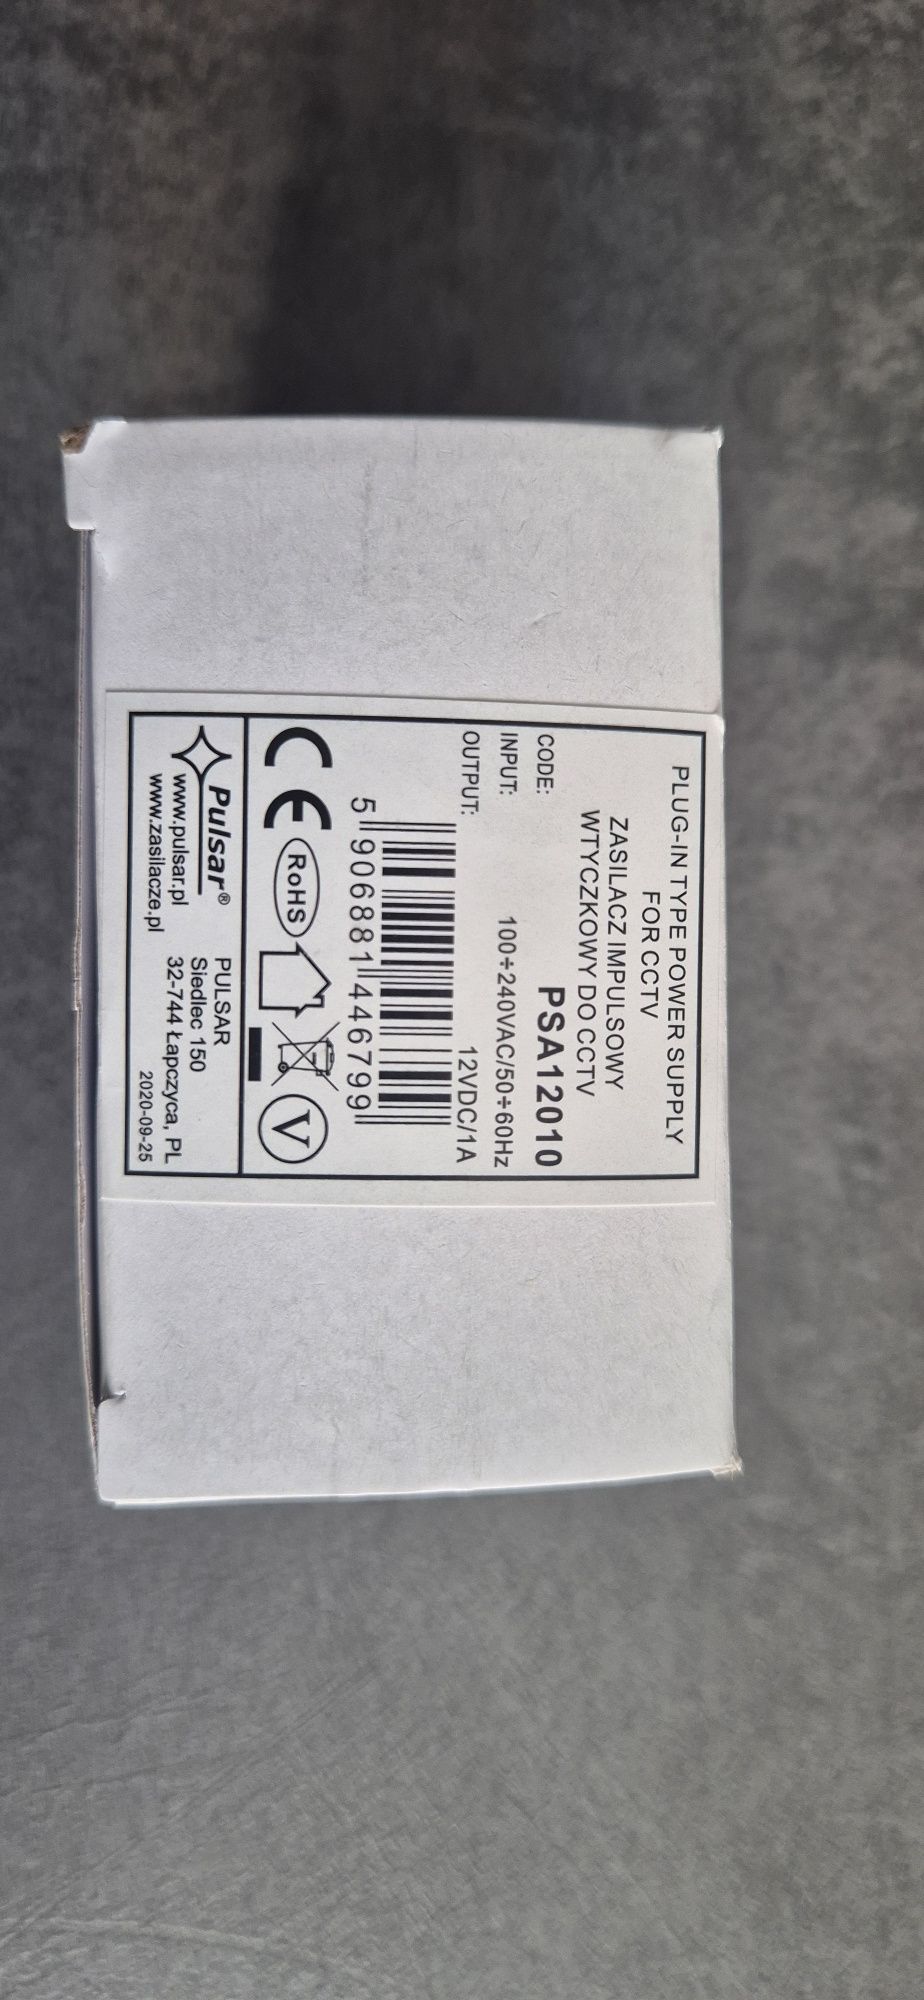 PLUG-IN TYPE POWER SUPPLY
FOR CCTV
ZASILACZ IMPULSOWY
WTYCZKOWY DO CCTV
CODE: PSA12010
INPUT: 100÷240VAC/50÷60Hz
OUTPUT: 12VDC/1A
5 906881 446799
CE RoHS V
Pulsar®
www.pulsar.pl
www.zasilacze.pl
PULSAR
Siedlec 150
32-744 Łapczyca, PL
2020-09-25